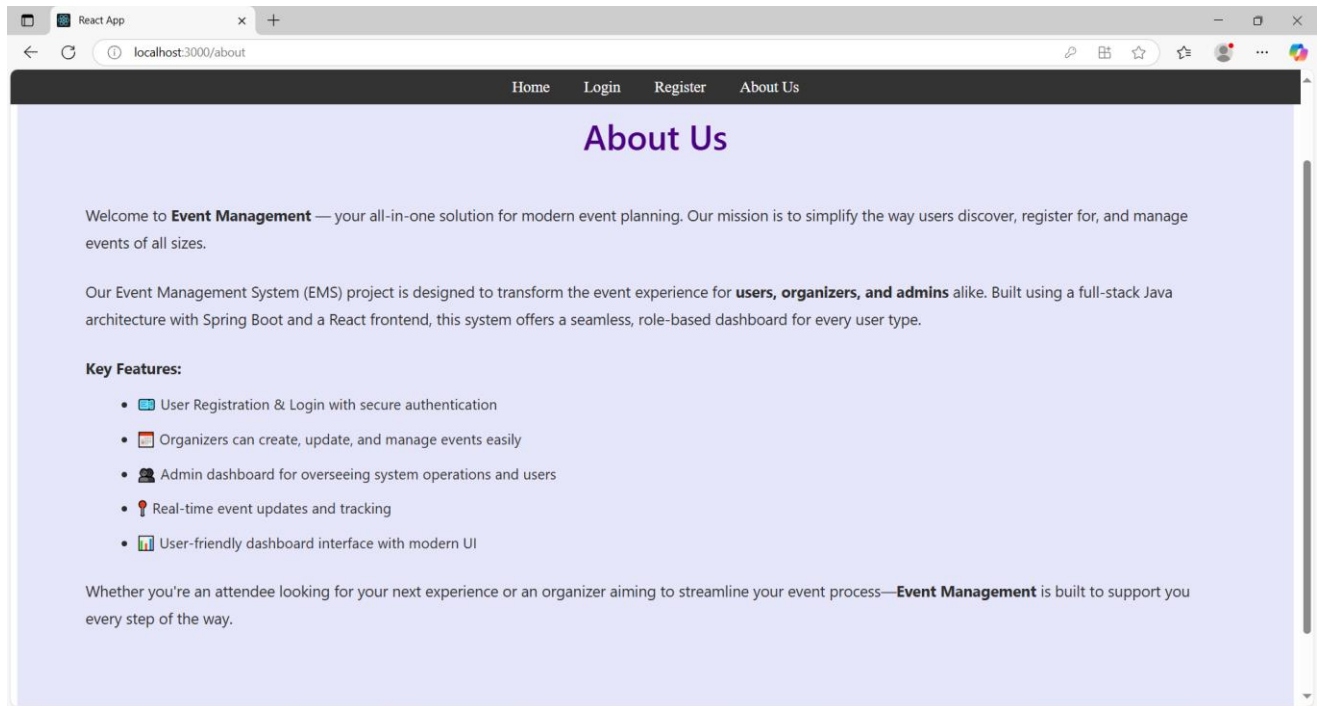 React App
localhost:3000/about
Home Login Register About Us
About Us
Welcome to Event Management — your all-in-one solution for modern event planning. Our mission is to simplify the way users discover, register for, and manage
events of all sizes.
Our Event Management System (EMS) project is designed to transform the event experience for users, organizers, and admins alike. Built using a full-stack Java
architecture with Spring Boot and a React frontend, this system offers a seamless, role-based dashboard for every user type.
Key Features:
• 🎫 User Registration & Login with secure authentication
• 📅 Organizers can create, update, and manage events easily
• 👥 Admin dashboard for overseeing system operations and users
• 📍 Real-time event updates and tracking
• 📊 User-friendly dashboard interface with modern UI
Whether you're an attendee looking for your next experience or an organizer aiming to streamline your event process—Event Management is built to support you
every step of the way.